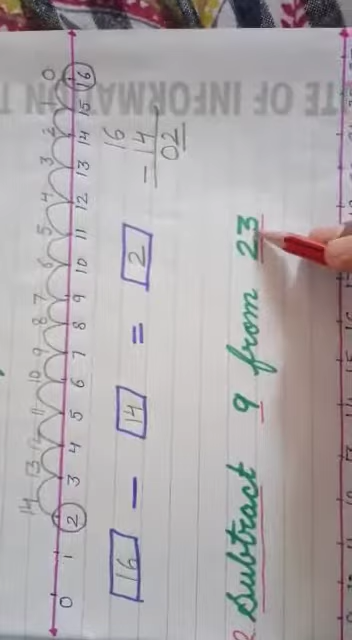 14 13 12 11 10 9 8 7 6 5 4 3 2 1 0
0 1 2 3 4 5 6 7 8 9 10 11 12 13 14 15 16
16 - 14 = 2
16
- 14
02
Subtract 9 from 23